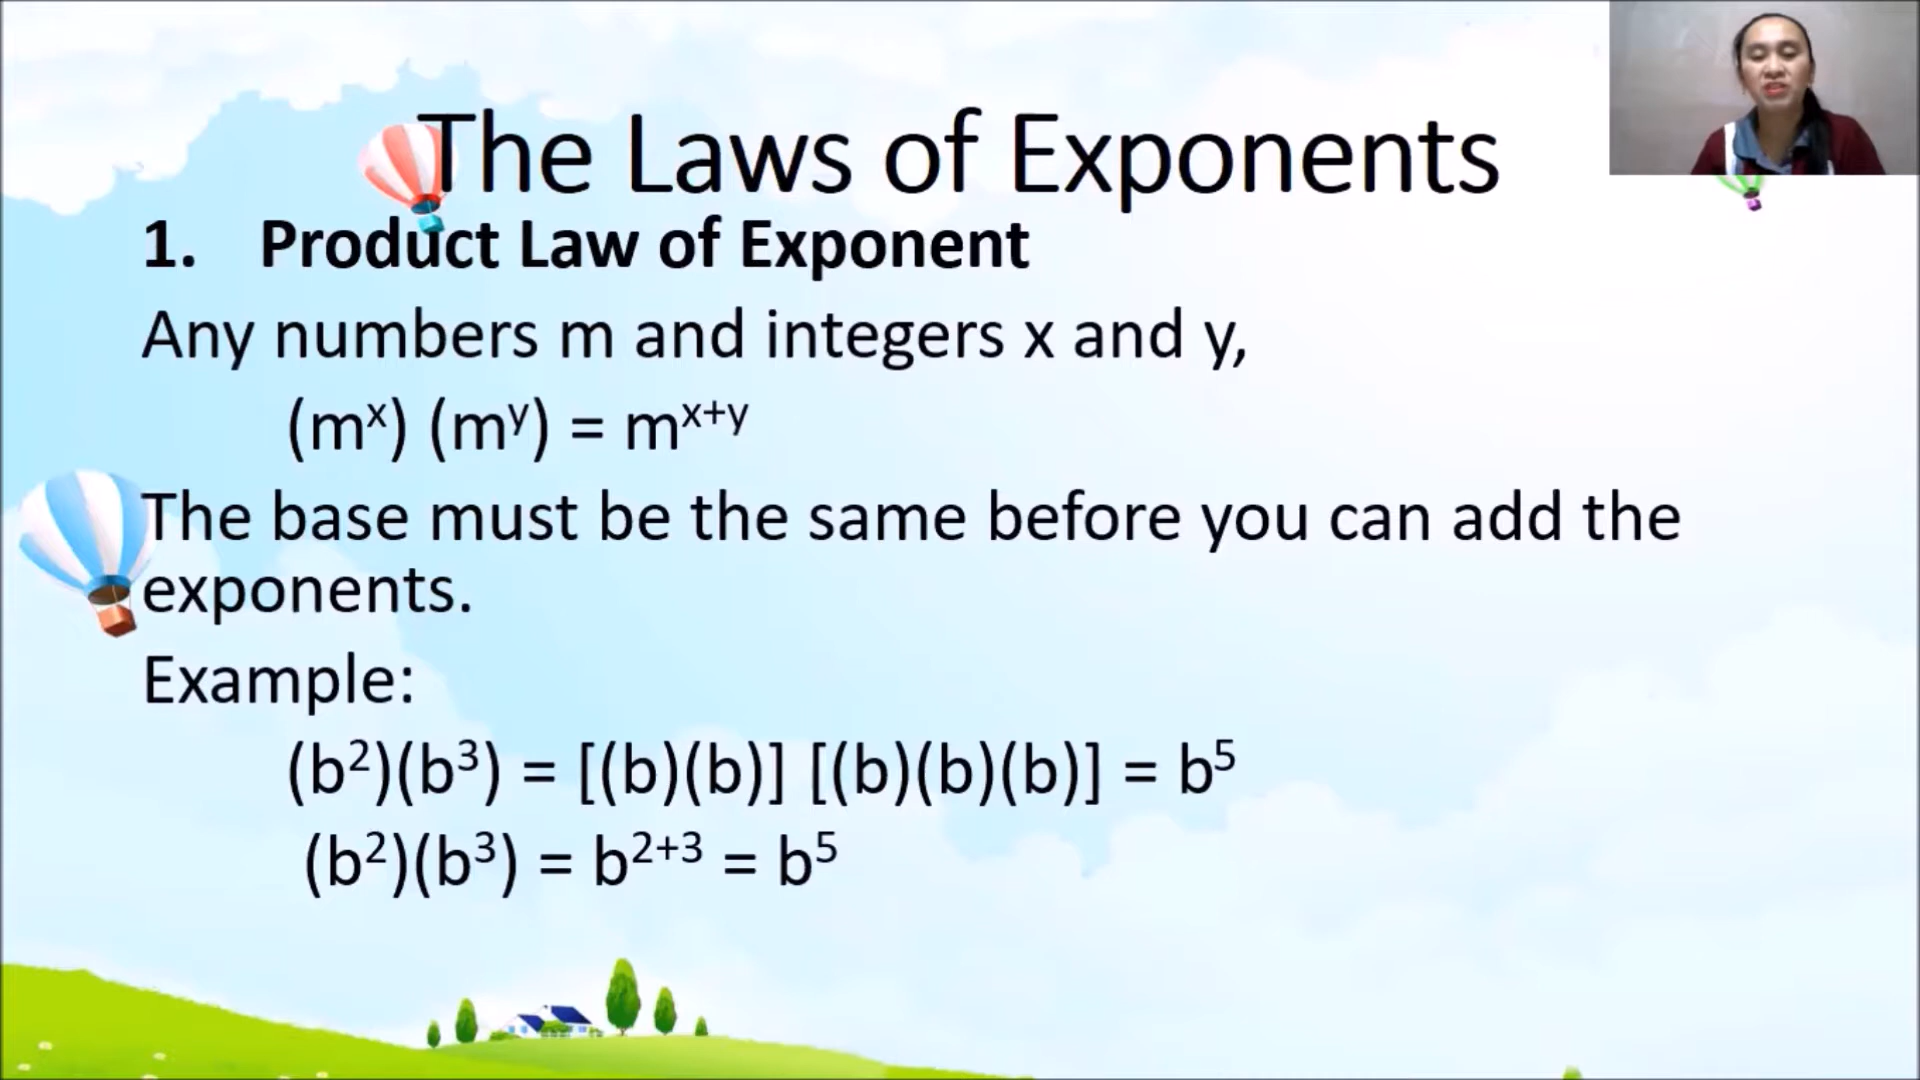 The Laws of Exponents
1. Product Law of Exponent
Any numbers m and integers x and y,
(mˣ) (mʸ) = mˣ⁺ʸ
The base must be the same before you can add the
exponents.
Example:
(b²)(b³) = [(b)(b)] [(b)(b)(b)] = b⁵
(b²)(b³) = b²⁺³ = b⁵